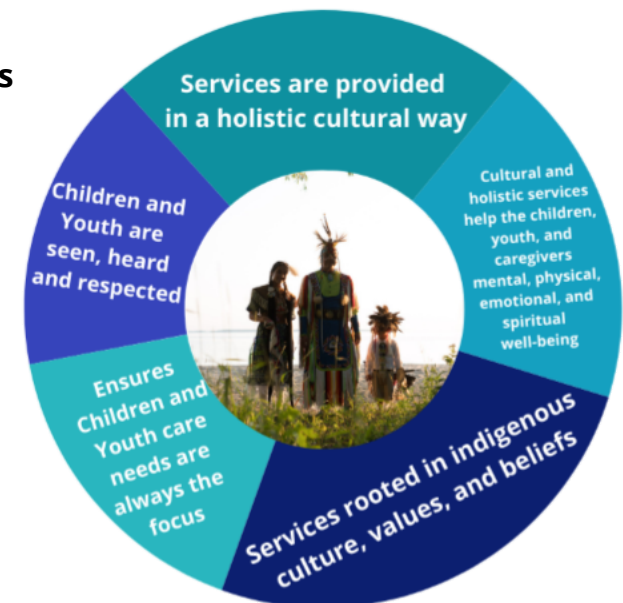 s
Services are provided
in a holistic cultural way
Cultural and
holistic services
help the children,
youth, and
caregivers
mental, physical,
emotional, and
spiritual
well-being
Services rooted in indigenous
culture, values, and beliefs
Ensures
Children and
Youth care
needs are
always the
focus
Children and
Youth are
seen, heard
and respected